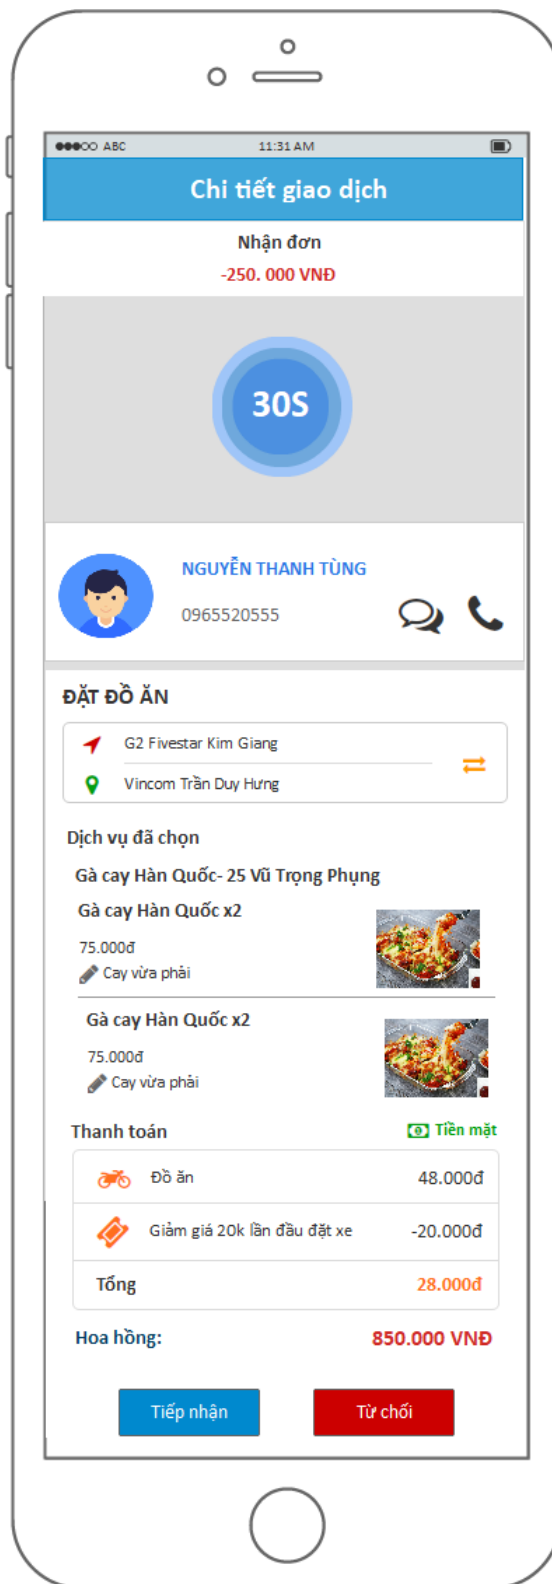 ABC 11:31 AM
Chi tiết giao dịch
Nhận đơn
-250. 000 VNĐ
30S
NGUYỄN THANH TÙNG
0965520555
ĐẶT ĐỒ ĂN
G2 Fivestar Kim Giang
Vincom Trần Duy Hưng
Dịch vụ đã chọn
Gà cay Hàn Quốc- 25 Vũ Trọng Phụng
Gà cay Hàn Quốc x2
75.000đ
Cay vừa phải
Gà cay Hàn Quốc x2
75.000đ
Cay vừa phải
Thanh toán Tiền mặt
Đồ ăn 48.000đ
Giảm giá 20k lần đầu đặt xe -20.000đ
Tổng 28.000đ
Hoa hồng: 850.000 VNĐ
Tiếp nhận Từ chối